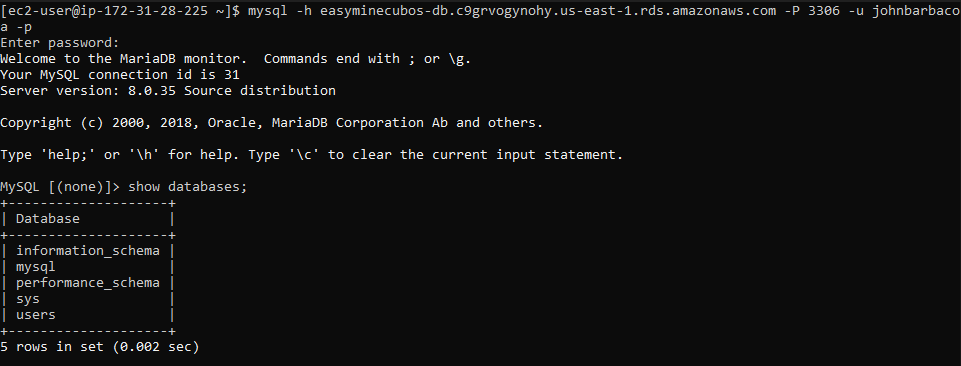 [ec2-user@ip-172-31-28-225 ~]$ mysql -h easyminecubos-db.c9grvogynohy.us-east-1.rds.amazonaws.com -P 3306 -u johnbarbaco
a -p
Enter password:
Welcome to the MariaDB monitor.  Commands end with ; or \g.
Your MySQL connection id is 31
Server version: 8.0.35 Source distribution

Copyright (c) 2000, 2018, Oracle, MariaDB Corporation Ab and others.

Type 'help;' or '\h' for help. Type '\c' to clear the current input statement.

MySQL [(none)]> show databases;
+--------------------+
| Database           |
+--------------------+
| information_schema |
| mysql              |
| performance_schema |
| sys                |
| users              |
+--------------------+
5 rows in set (0.002 sec)